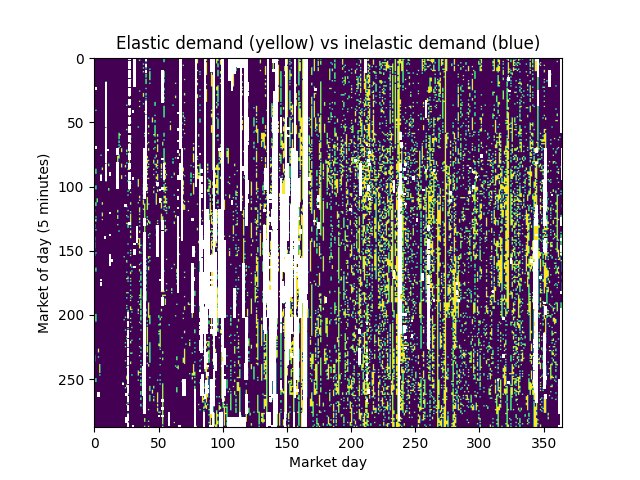 Elastic demand (yellow) vs inelastic demand (blue)
0
50
100
150
200
250
Market of day (5 minutes)
0 50 100 150 200 250 300 350
Market day